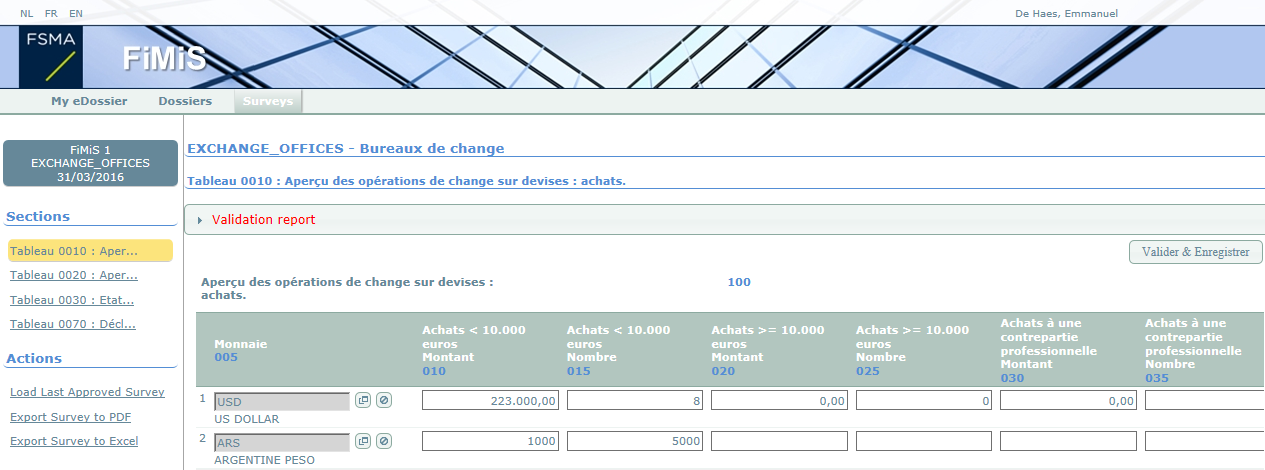 NL FR EN De Haes, Emmanuel
FSMA
FiMiS
My eDossier Dossiers Surveys
FiMiS 1
EXCHANGE_OFFICES
31/03/2016
Sections
Tableau 0010 : Aper...
Tableau 0020 : Aper...
Tableau 0030 : Etat...
Tableau 0070 : Décl...
Actions
Load Last Approved Survey
Export Survey to PDF
Export Survey to Excel
EXCHANGE_OFFICES - Bureaux de change
Tableau 0010 : Aperçu des opérations de change sur devises : achats.
Validation report
Valider & Enregistrer
Aperçu des opérations de change sur devises : 100
achats.
Monnaie
005
Achats < 10.000
euros
Montant
010
Achats < 10.000
euros
Nombre
015
Achats >= 10.000
euros
Montant
020
Achats >= 10.000
euros
Nombre
025
Achats à une
contrepartie
professionnelle
Montant
030
Achats à une
contrepartie
professionnelle
Nombre
035
1 USD 223.000,00 8 0,00 0 0,00
US DOLLAR
2 ARS 1000 5000
ARGENTINE PESO